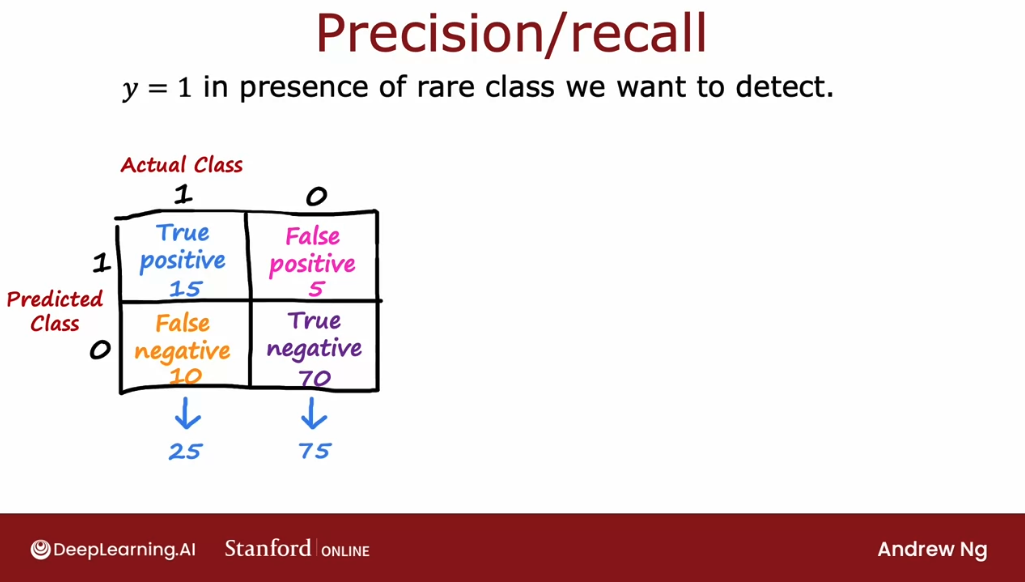 Precision/recall
y = 1 in presence of rare class we want to detect.
Actual Class
1 0
1
True
positive
15
False
positive
5
Predicted
Class
0
False
negative
10
True
negative
70
25 75
DeepLearning.AI Stanford ONLINE Andrew Ng